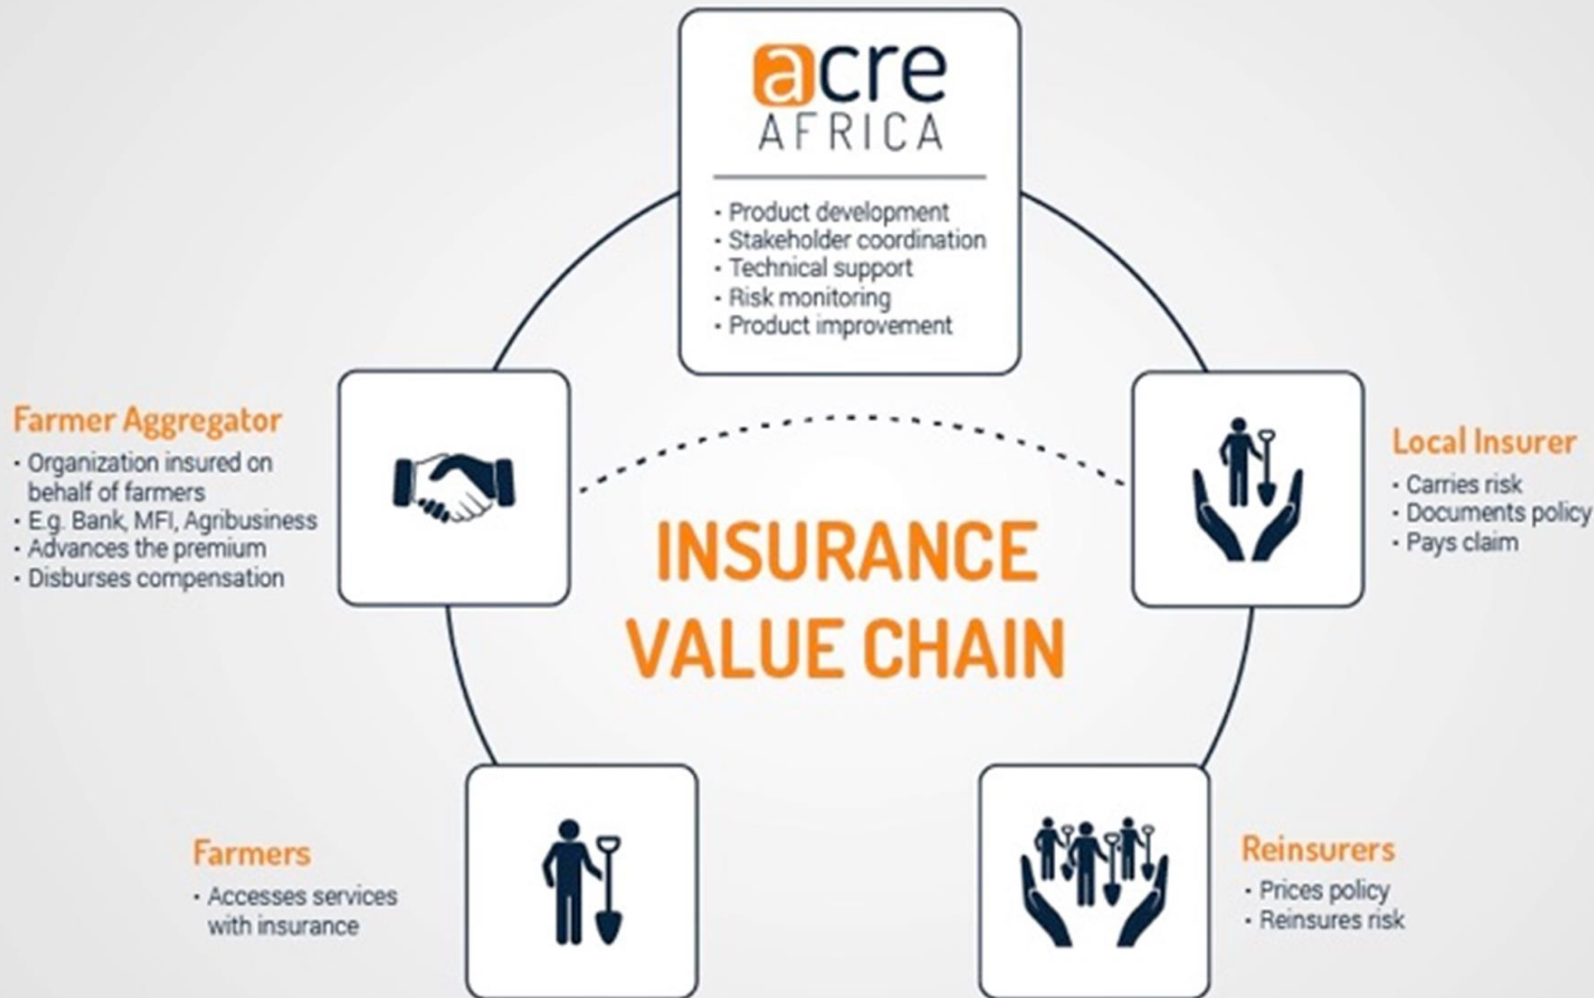 acre
AFRICA
· Product development
· Stakeholder coordination
· Technical support
· Risk monitoring
· Product improvement
Farmer Aggregator
· Organization insured on
behalf of farmers
· E.g. Bank, MFI, Agribusiness
· Advances the premium
· Disburses compensation
Local Insurer
· Carries risk
· Documents policy
· Pays claim
INSURANCE
VALUE CHAIN
Farmers
· Accesses services
with insurance
Reinsurers
· Prices policy
· Reinsures risk